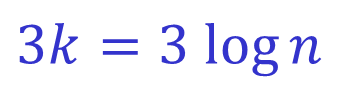 3k = 3 log n